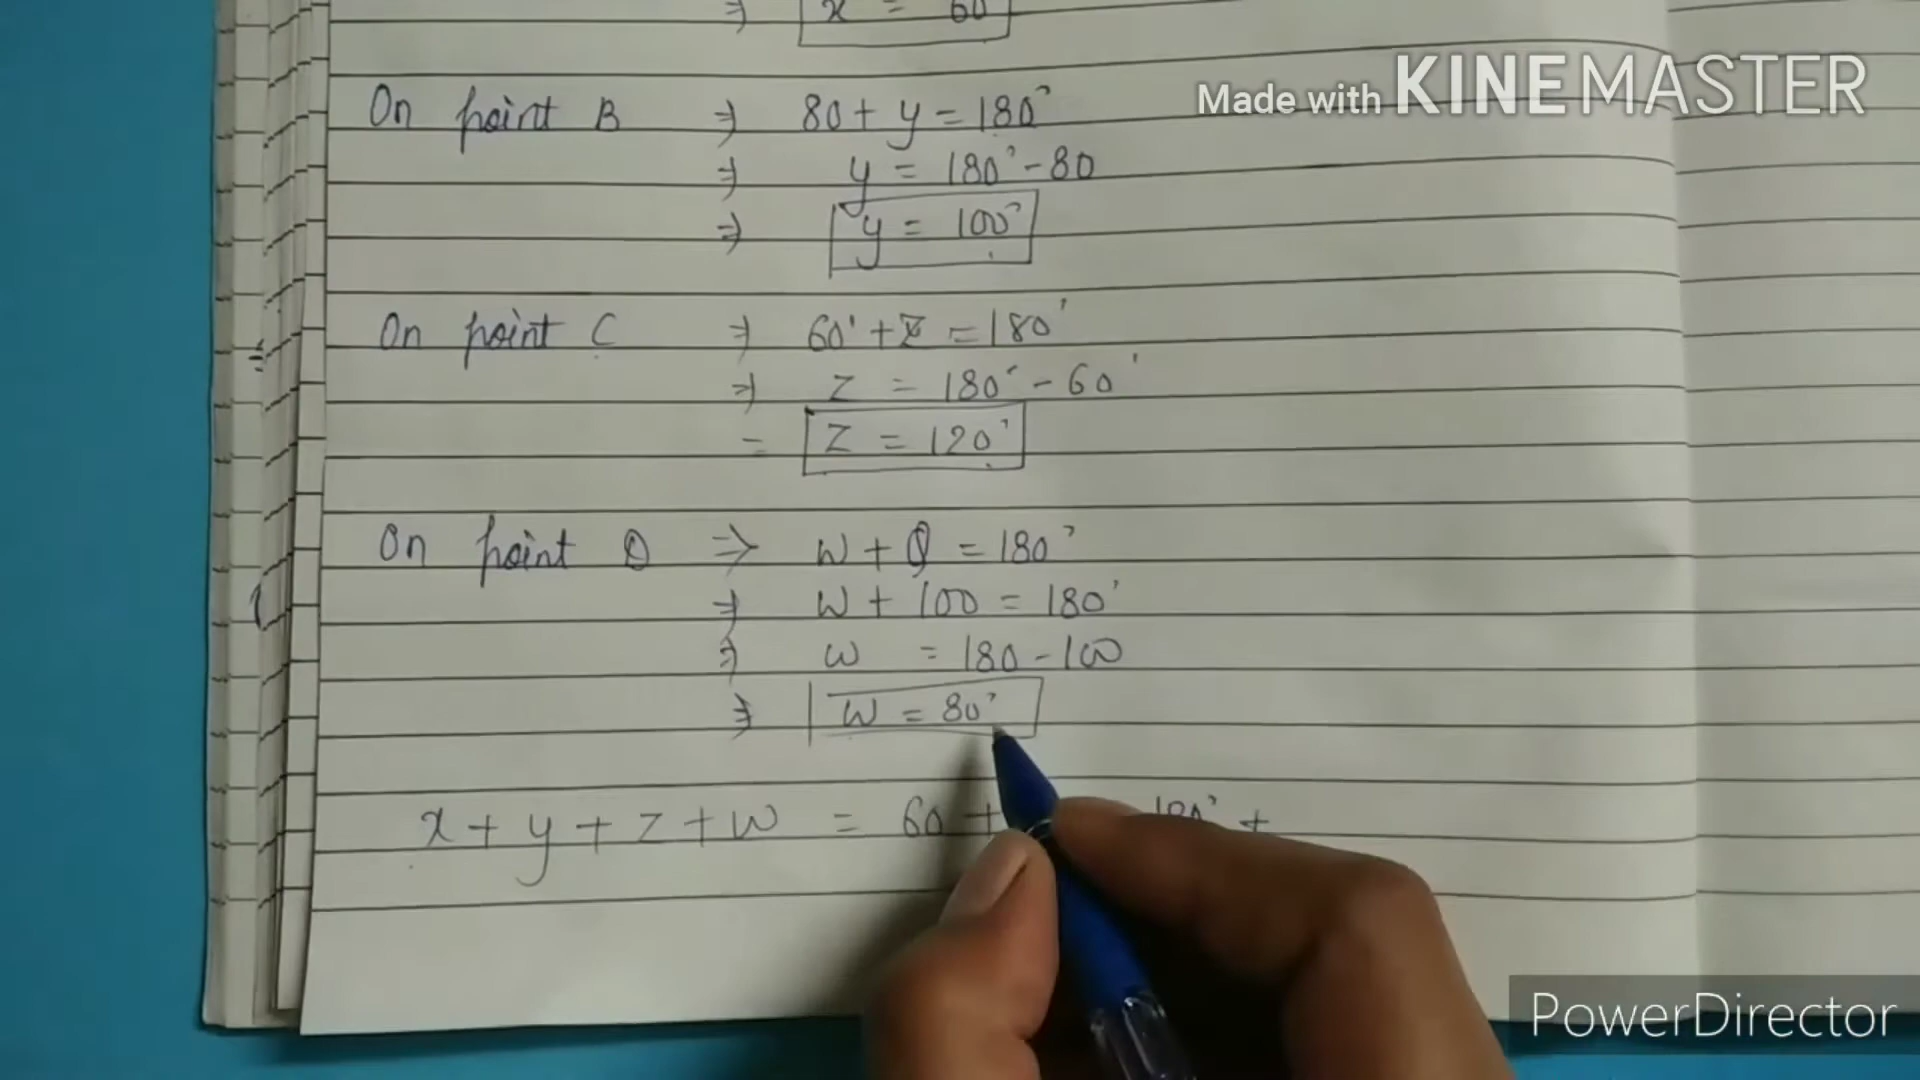 ⇒ x = 60
Made with KINEMASTER
On point B ⇒ 80 + y = 180°
⇒ y = 180° - 80
⇒ y = 100°
On point C ⇒ 60° + z = 180°
⇒ z = 180° - 60°
= z = 120°
On point D ⇒ W + Q = 180°
⇒ W + 100 = 180°
⇒ W = 180 - 100
⇒ W = 80°
x + y + z + W = 60 + +
PowerDirector